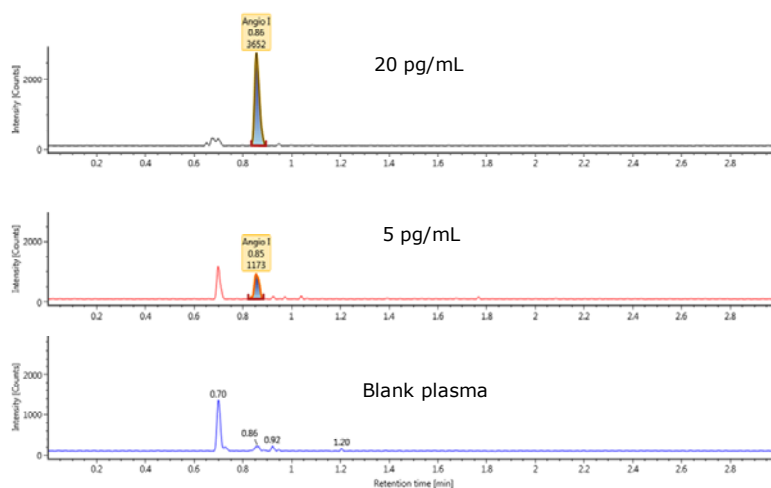 Angio I
0.86
3652
20 pg/mL
Intensity [Counts]
2000
0
0.2 0.4 0.6 0.8 1 1.2 1.4 1.6 1.8 2 2.2 2.4 2.6 2.8
Angio I
0.85
1173
5 pg/mL
Intensity [Counts]
2000
0
0.2 0.4 0.6 0.8 1 1.2 1.4 1.6 1.8 2 2.2 2.4 2.6 2.8
Blank plasma
Intensity [Counts]
2000
1000
0
0.70
0.86
0.92
1.20
0.2 0.4 0.6 0.8 1 1.2 1.4 1.6 1.8 2 2.2 2.4 2.6 2.8
Retention time [min]